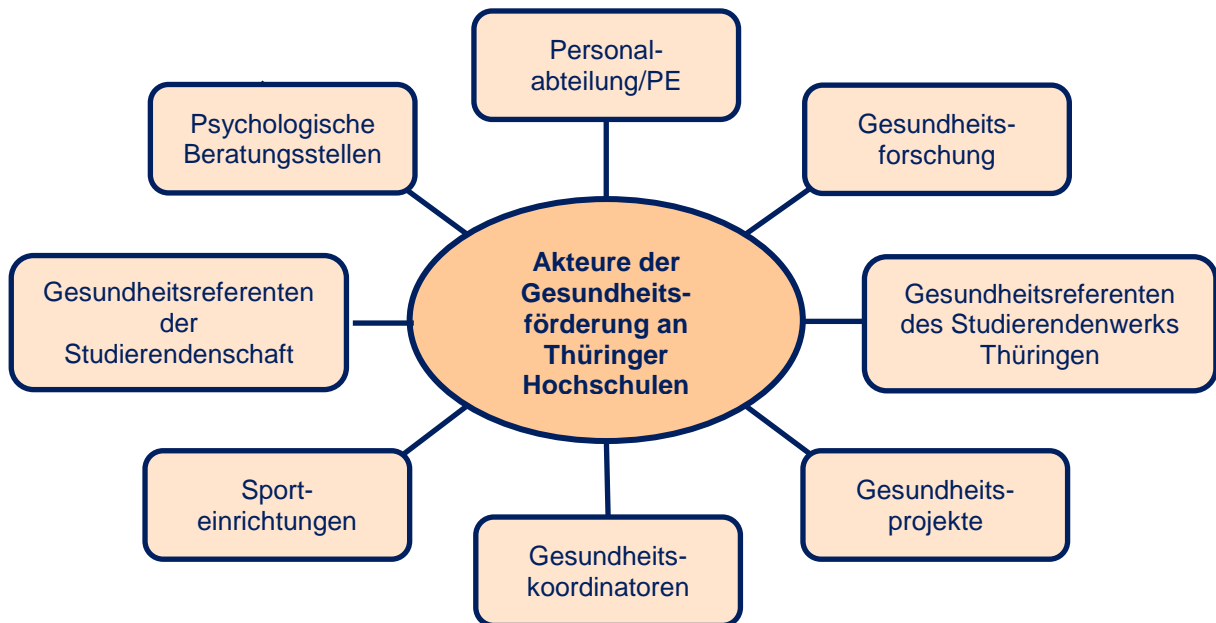 Personal-
abteilung/PE
Psychologische
Beratungsstellen
Gesundheits-
forschung
Gesundheitsreferenten
der
Studierendenschaft
Akteure der
Gesundheits-
förderung an
Thüringer
Hochschulen
Gesundheitsreferenten
des Studierendenwerks
Thüringen
Sport-
einrichtungen
Gesundheits-
koordinatoren
Gesundheits-
projekte